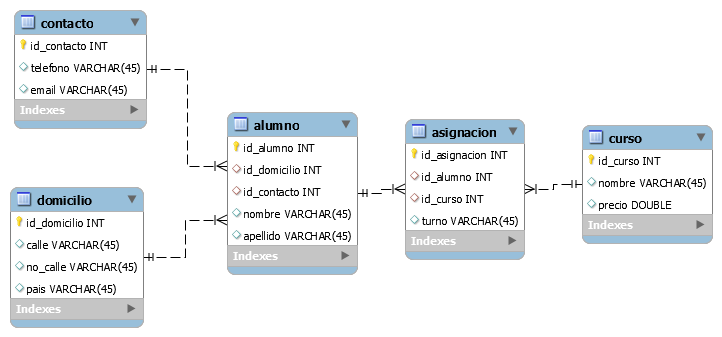 contacto
id_contacto INT
telefono VARCHAR(45)
email VARCHAR(45)
Indexes
domicilio
id_domicilio INT
calle VARCHAR(45)
no_calle VARCHAR(45)
pais VARCHAR(45)
Indexes
alumno
id_alumno INT
id_domicilio INT
id_contacto INT
nombre VARCHAR(45)
apellido VARCHAR(45)
Indexes
asignacion
id_asignacion INT
id_alumno INT
id_curso INT
turno VARCHAR(45)
Indexes
curso
id_curso INT
nombre VARCHAR(45)
precio DOUBLE
Indexes